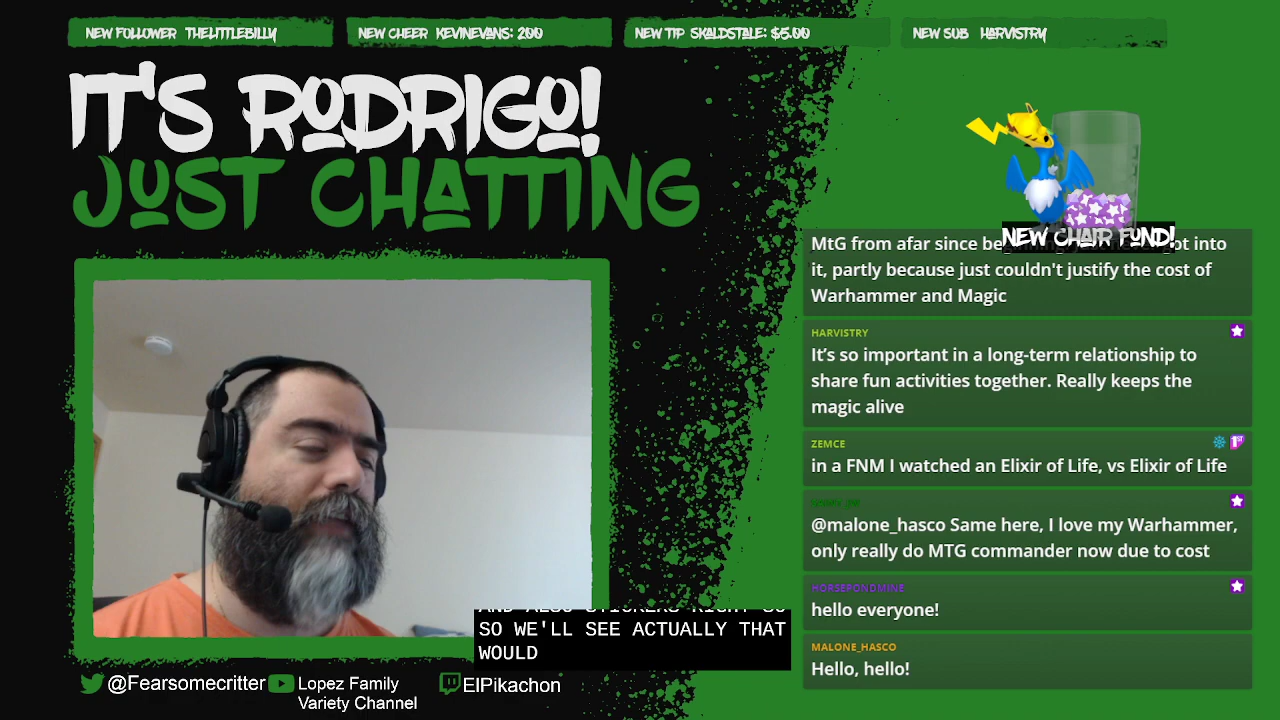 NEW FOLLOWER THELITTLEBILLY
NEW CHEER KEVINEVANS: 200
NEW TIP SKALDSTALE: $5.00
NEW SUB HARVISTRY
IT'S RODRIGO!
JUST CHATTING
NEW CHAIR FUND!
MtG from afar since into
it, partly because just couldn't justify the cost of
Warhammer and Magic
HARVISTRY
It's so important in a long-term relationship to
share fun activities together. Really keeps the
magic alive
ZEMCE
in a FNM I watched an Elixir of Life, vs Elixir of Life
@malone_hasco Same here, I love my Warhammer,
only really do MTG commander now due to cost
HORSEPONDMINE
hello everyone!
MALONE_HASCO
Hello, hello!
AND ALSO STICKERS RIGHT SO
SO WE'LL SEE ACTUALLY THAT
WOULD
@Fearsomecritter
Lopez Family
Variety Channel
ElPikachon